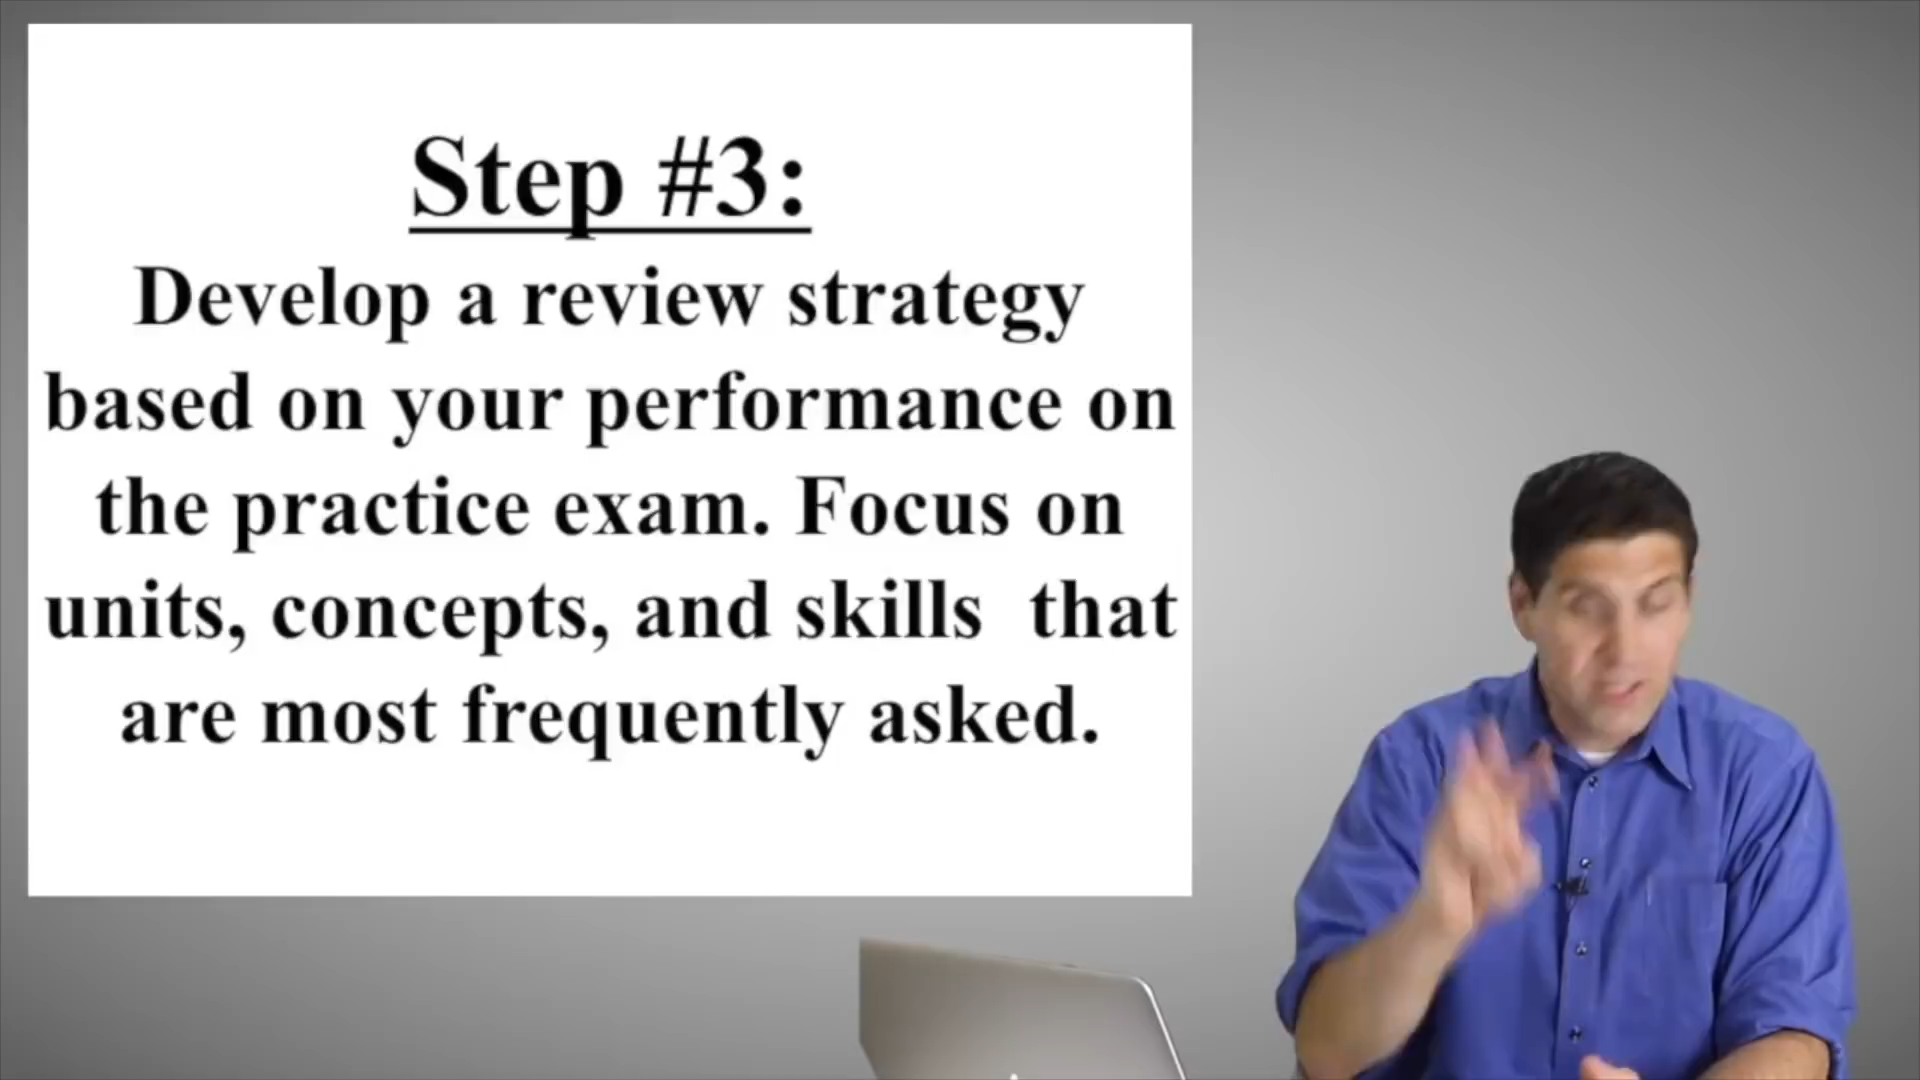 Step #3:
Develop a review strategy
based on your performance on
the practice exam. Focus on
units, concepts, and skills  that
are most frequently asked.